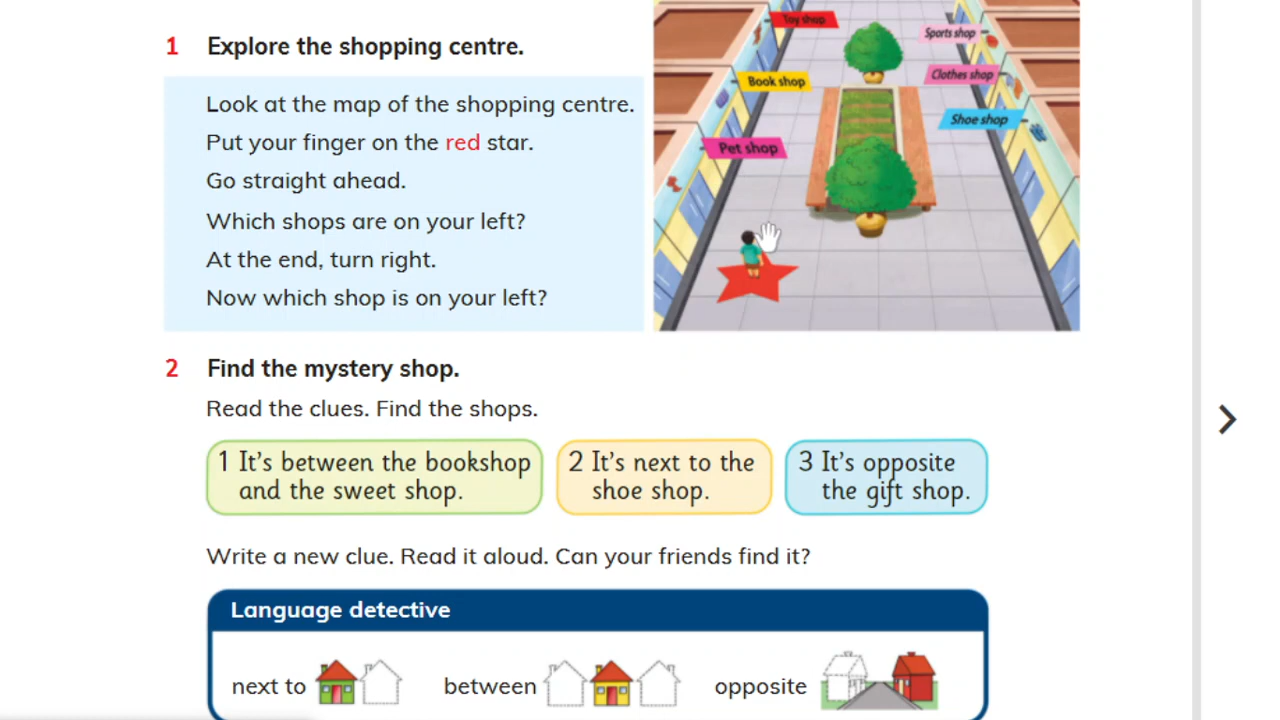 1 Explore the shopping centre.
Look at the map of the shopping centre.
Put your finger on the red star.
Go straight ahead.
Which shops are on your left?
At the end, turn right.
Now which shop is on your left?
Toy shop
Sports shop
Book shop
Clothes shop
Shoe shop
Pet shop
2 Find the mystery shop.
Read the clues. Find the shops.
1 It's between the bookshop
and the sweet shop.
2 It's next to the
shoe shop.
3 It's opposite
the gift shop.
Write a new clue. Read it aloud. Can your friends find it?
Language detective
next to
between
opposite